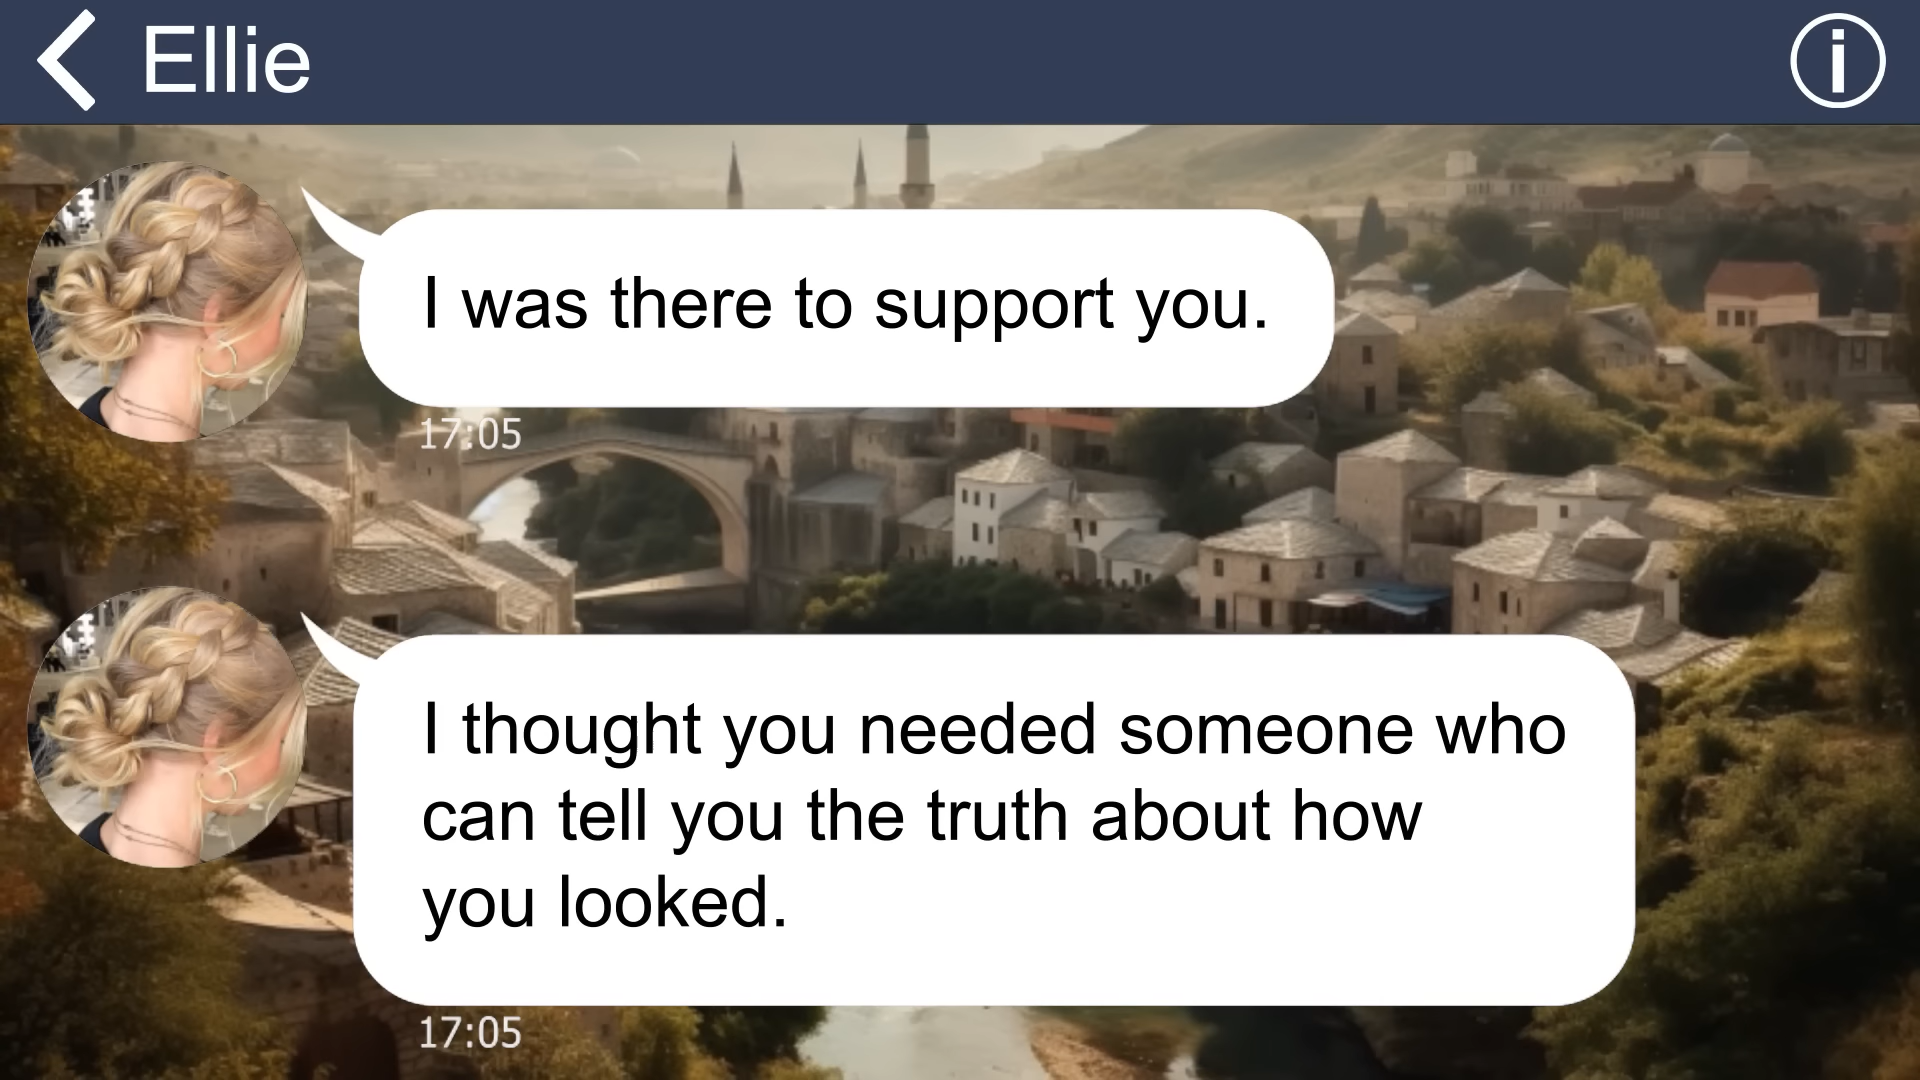 Ellie
I was there to support you.
17:05
I thought you needed someone who
can tell you the truth about how
you looked.
17:05